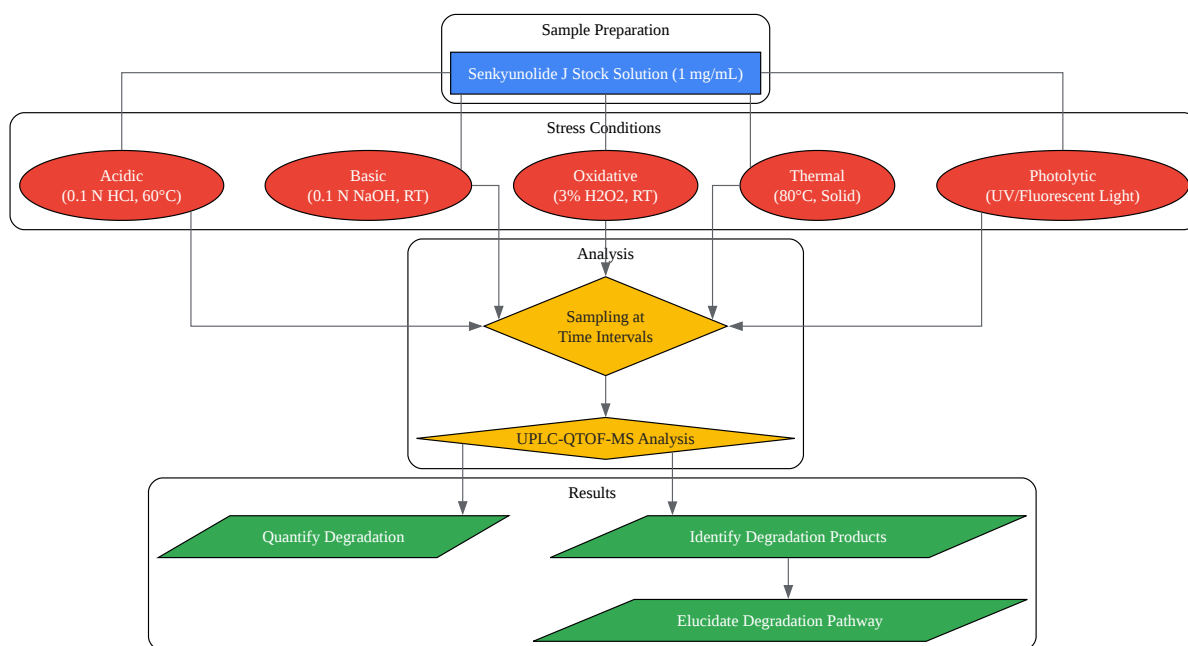 Sample Preparation
Senkyunolide J Stock Solution (1 mg/mL)
Stress Conditions
Acidic
(0.1 N HCl, 60°C)
Basic
(0.1 N NaOH, RT)
Oxidative
(3% H2O2, RT)
Thermal
(80°C, Solid)
Photolytic
(UV/Fluorescent Light)
Analysis
Sampling at
Time Intervals
UPLC-QTOF-MS Analysis
Results
Quantify Degradation
Identify Degradation Products
Elucidate Degradation Pathway